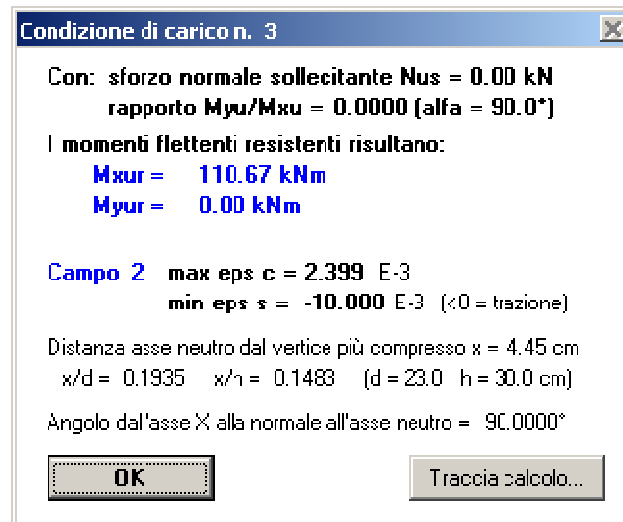 Condizione di carico n. 3
Con: sforzo normale sollecitante Nus = 0.00 kN
rapporto Myu/Mxu = 0.0000 (alfa = 90.0°)
I momenti flettenti resistenti risultano:
Mxur = 110.67 kNm
Myur = 0.00 kNm
Campo 2 max eps c = 2.399 E-3
min eps s = -10.000 E-3 (<0 = trazione)
Distanza asse neutro dal vertice più compresso x = 4.45 cm
x/d = 0.1935 x/h = 0.1483 (d = 23.0 h = 30.0 cm)
Angolo dal'asse X alla normale all'asse neutro = 90.0000°
OK
Traccia calcolo...